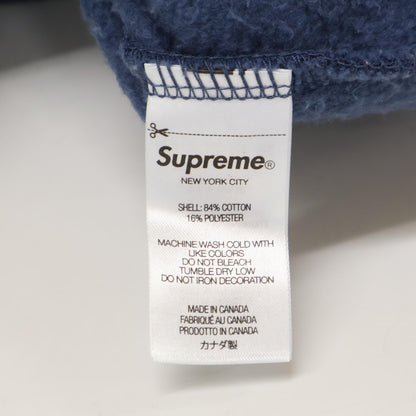 Supreme®
NEW YORK CITY
SHELL: 84% COTTON
16% POLYESTER
MACHINE WASH COLD WITH
LIKE COLORS
DO NOT BLEACH
TUMBLE DRY LOW
DO NOT IRON DECORATION
MADE IN CANADA
FABRIQUÉ AU CANADA
PRODOTTO IN CANADA
カナダ製